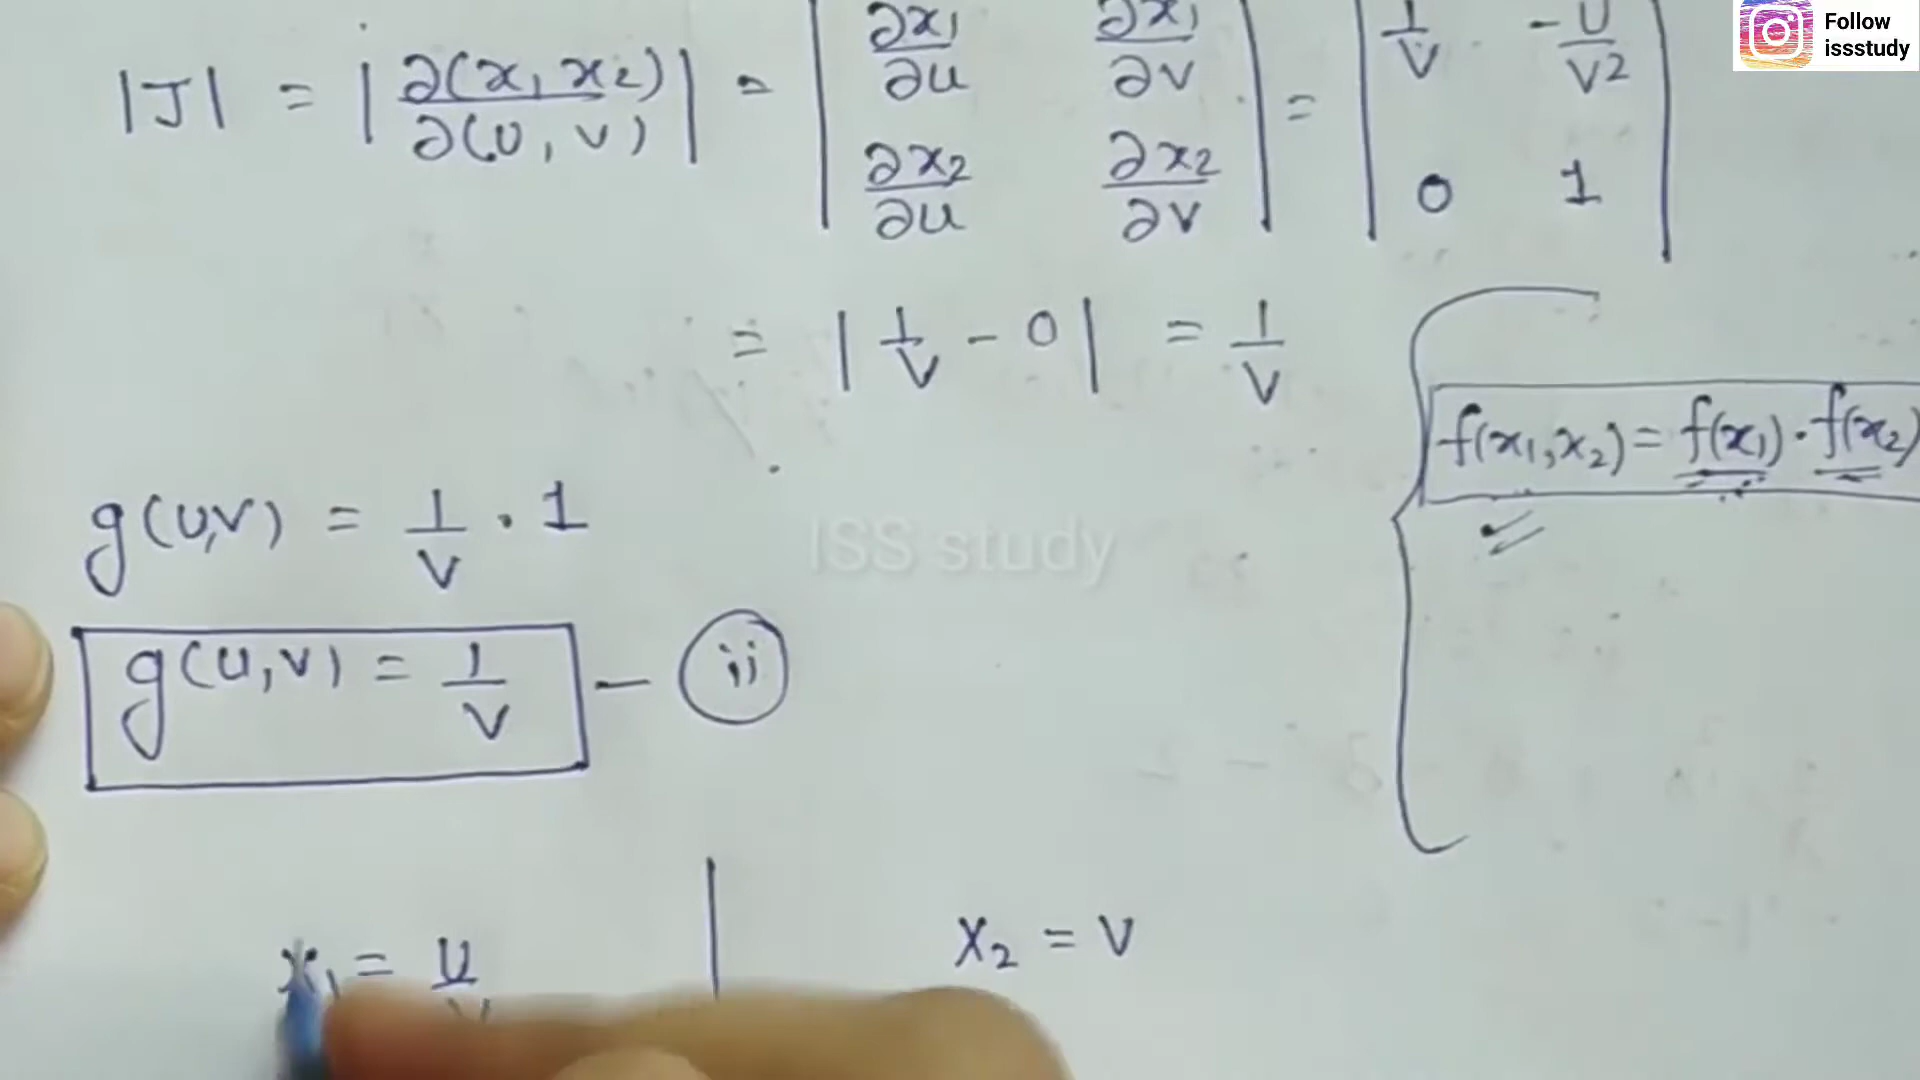 Follow
issstudy
|J| = |∂(x1, x2)/∂(u, v)| = |∂x1/∂u ∂x1/∂v ∂x2/∂u ∂x2/∂v| = |1/v -u/v2 0 1|
= |1/v - 0| = 1/v
f(x1,x2) = f(x1) . f(x2)
g(u,v) = 1/v . 1
ISS study
g(u,v) = 1/v — ii
x1 = u/v | x2 = v